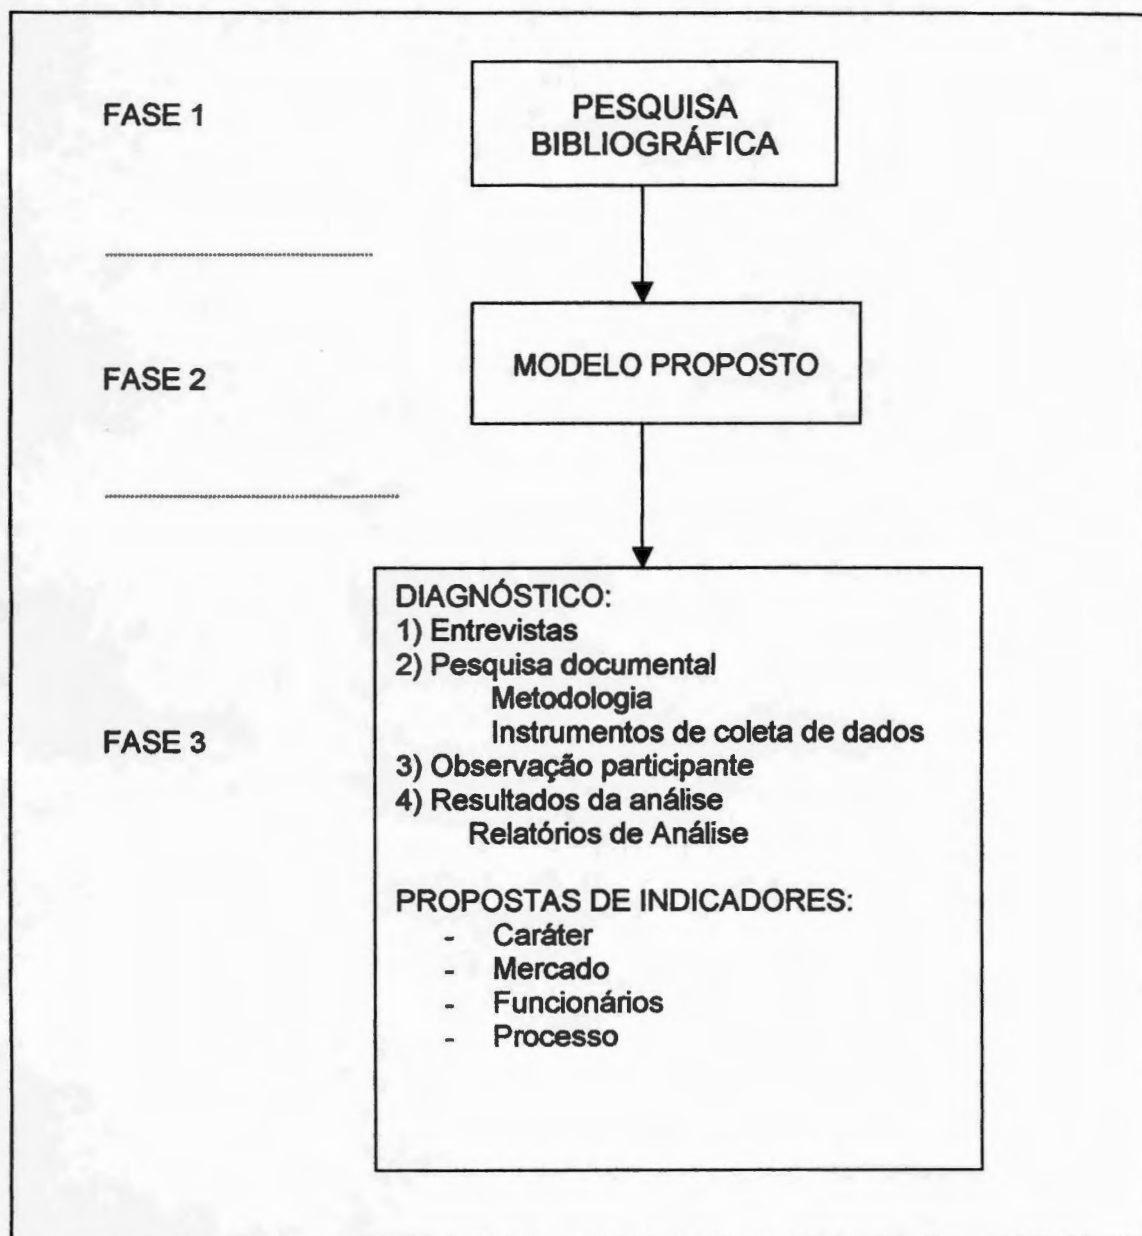 FASE 1
PESQUISA
BIBLIOGRÁFICA
FASE 2
MODELO PROPOSTO
FASE 3
DIAGNÓSTICO:
1) Entrevistas
2) Pesquisa documental
Metodologia
Instrumentos de coleta de dados
3) Observação participante
4) Resultados da análise
Relatórios de Análise
PROPOSTAS DE INDICADORES:
- Caráter
- Mercado
- Funcionários
- Processo